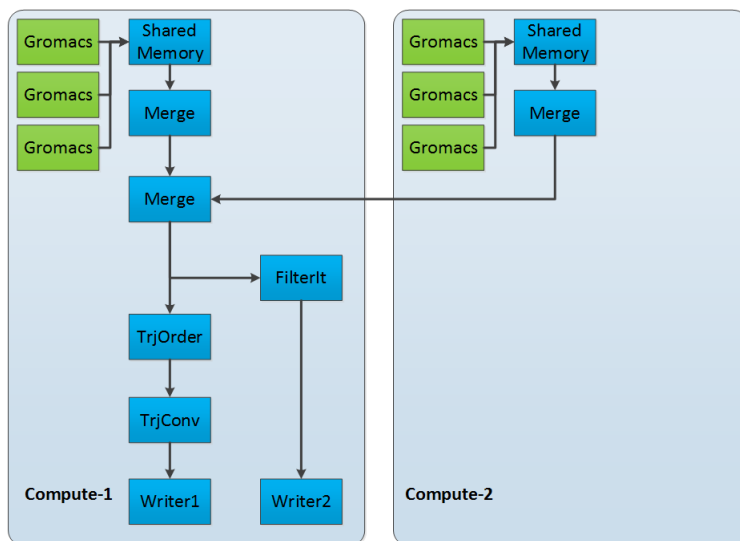 Gromacs
Shared
Memory
Gromacs
Merge
Gromacs
Merge
FilterIt
TrjOrder
TrjConv
Writer1
Writer2
Compute-1
Gromacs
Shared
Memory
Gromacs
Merge
Gromacs
Compute-2